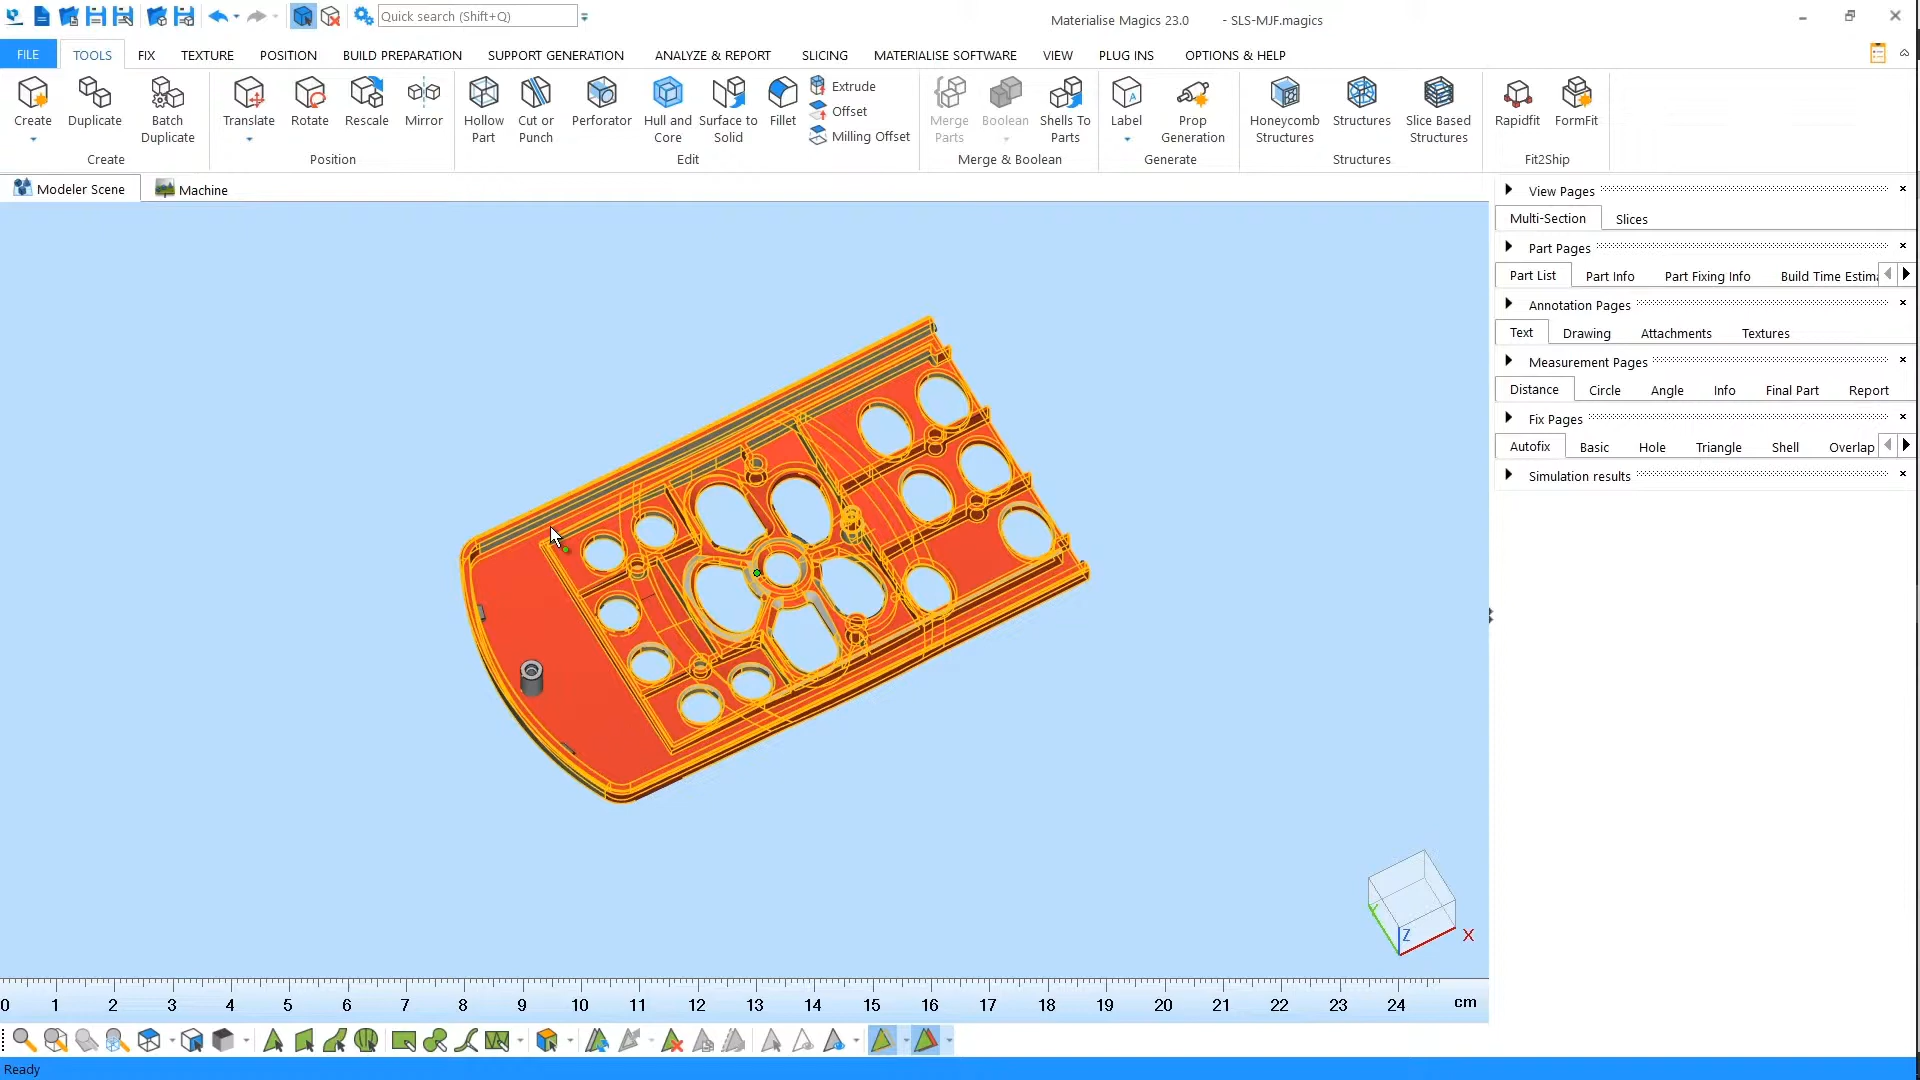 Quick search (Shift+Q)
Materialise Magics 23.0 - SLS-MJF.magics
FILE TOOLS FIX TEXTURE POSITION BUILD PREPARATION SUPPORT GENERATION ANALYZE & REPORT SLICING MATERIALISE SOFTWARE VIEW PLUG INS OPTIONS & HELP
Create Duplicate Batch Duplicate
Create
Translate Rotate Rescale Mirror
Position
Hollow Part Cut or Punch Perforator Hull and Core Surface to Solid Fillet
Extrude
Offset
Milling Offset
Edit
Merge Parts Boolean Shells To Parts
Merge & Boolean
Label Prop Generation
Generate
Honeycomb Structures Structures Slice Based Structures
Structures
Rapidfit FormFit
Fit2Ship
Modeler Scene Machine
View Pages
Multi-Section Slices
Part Pages
Part List Part Info Part Fixing Info Build Time Estima
Annotation Pages
Text Drawing Attachments Textures
Measurement Pages
Distance Circle Angle Info Final Part Report
Fix Pages
Autofix Basic Hole Triangle Shell Overlap
Simulation results
Y Z X
0 1 2 3 4 5 6 7 8 9 10 11 12 13 14 15 16 17 18 19 20 21 22 23 24 cm
Ready